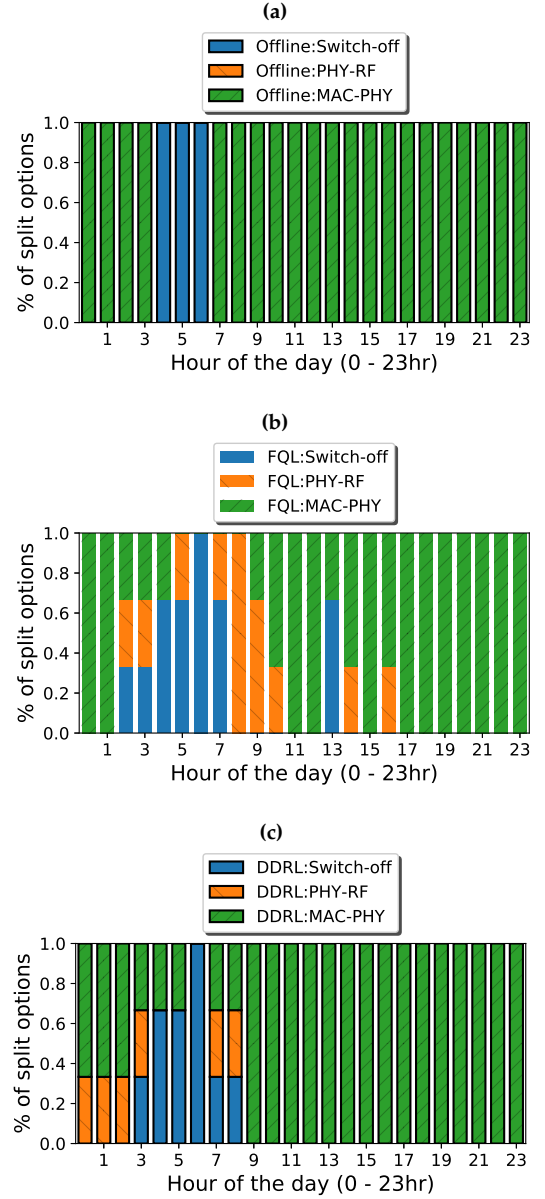 (a)
Offline:Switch-off
Offline:PHY-RF
Offline:MAC-PHY
% of split options
1.0
0.8
0.6
0.4
0.2
0.0
1 3 5 7 9 11 13 15 17 19 21 23
Hour of the day (0 - 23hr)
(b)
FQL:Switch-off
FQL:PHY-RF
FQL:MAC-PHY
% of split options
1.0
0.8
0.6
0.4
0.2
0.0
1 3 5 7 9 11 13 15 17 19 21 23
Hour of the day (0 - 23hr)
(c)
DDRL:Switch-off
DDRL:PHY-RF
DDRL:MAC-PHY
% of split options
1.0
0.8
0.6
0.4
0.2
0.0
1 3 5 7 9 11 13 15 17 19 21 23
Hour of the day (0 - 23hr)